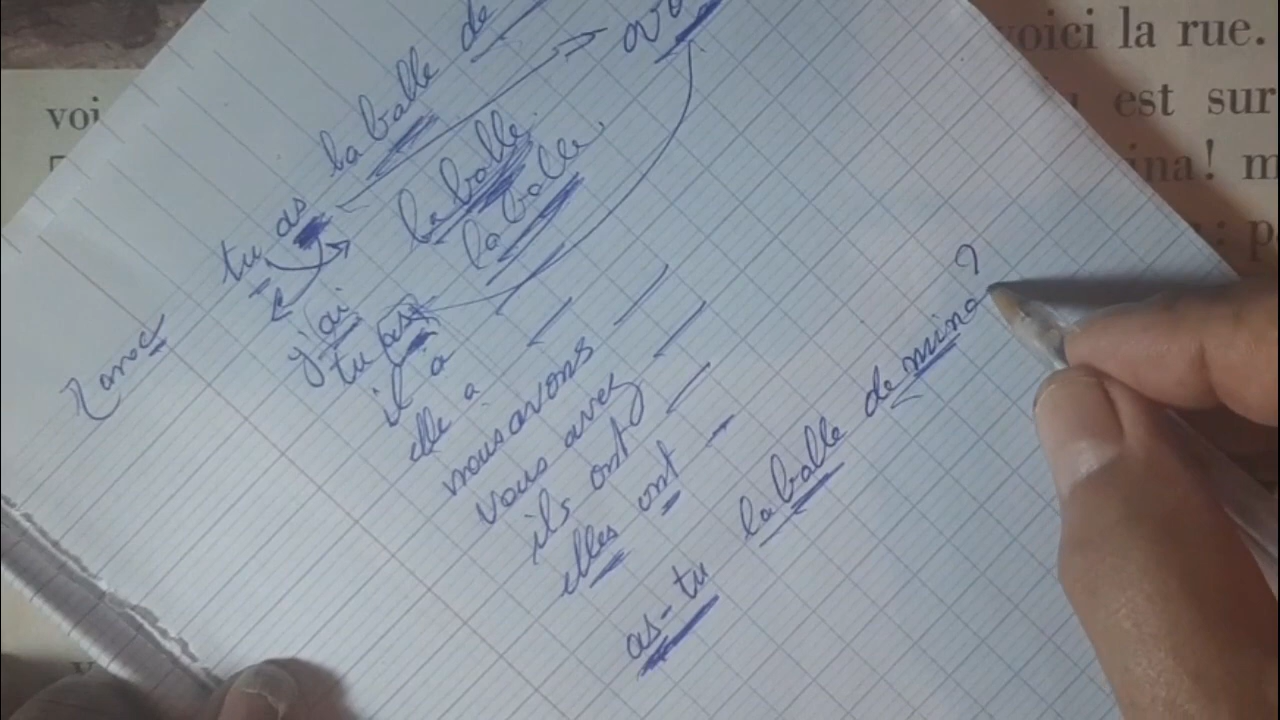 tu as la balle de
la balle
la balle.
j'ai
tu as
il a
elle a
nous avons
vous avez
ils ont
elles ont
as-tu la balle de mina?
voici la rue.
est sur
ina! m
voi